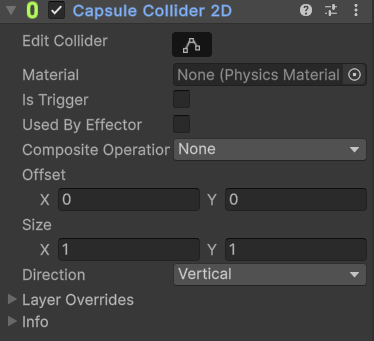 Capsule Collider 2D
Edit Collider
Material None (Physics Material
Is Trigger
Used By Effector
Composite Operation None
Offset
X 0 Y 0
Size
X 1 Y 1
Direction Vertical
Layer Overrides
Info